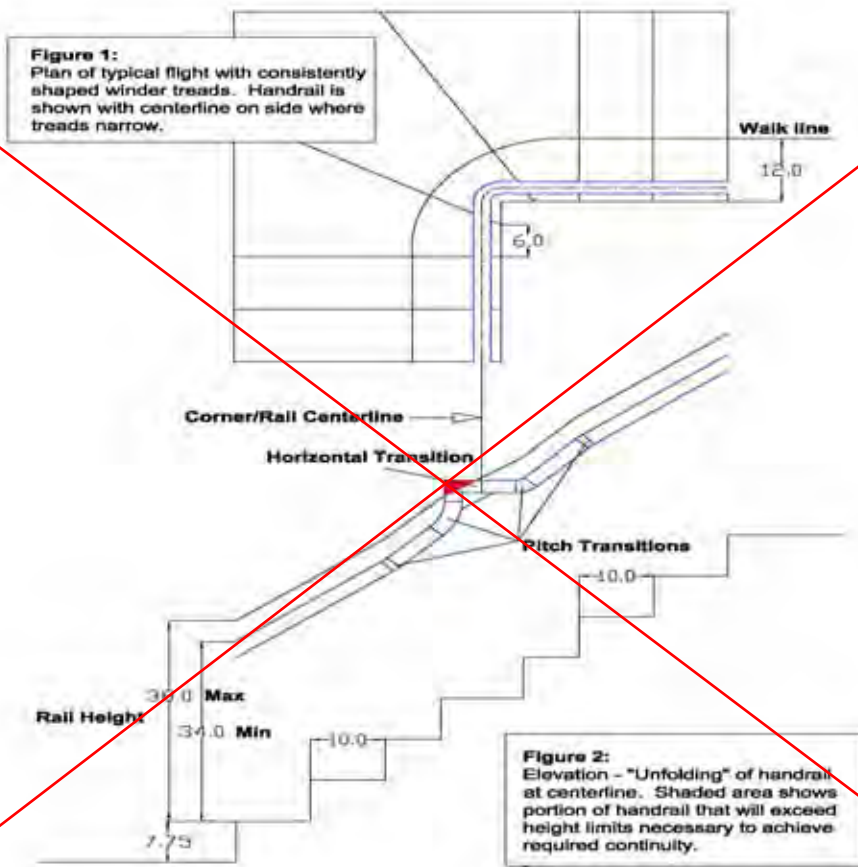 Figure 1:
Plan of typical flight with consistently
shaped winder treads. Handrail is
shown with centerline on side where
treads narrow.
Walk line
12.0
6.0
Corner/Rail Centerline
Horizontal Transition
Pitch Transitions
10.0
Max
Rail Height
34.0 Min
10.0
7.75
Figure 2:
Elevation - "Unfolding" of handrail
at centerline. Shaded area shows
portion of handrail that will exceed
height limits necessary to achieve
required continuity.